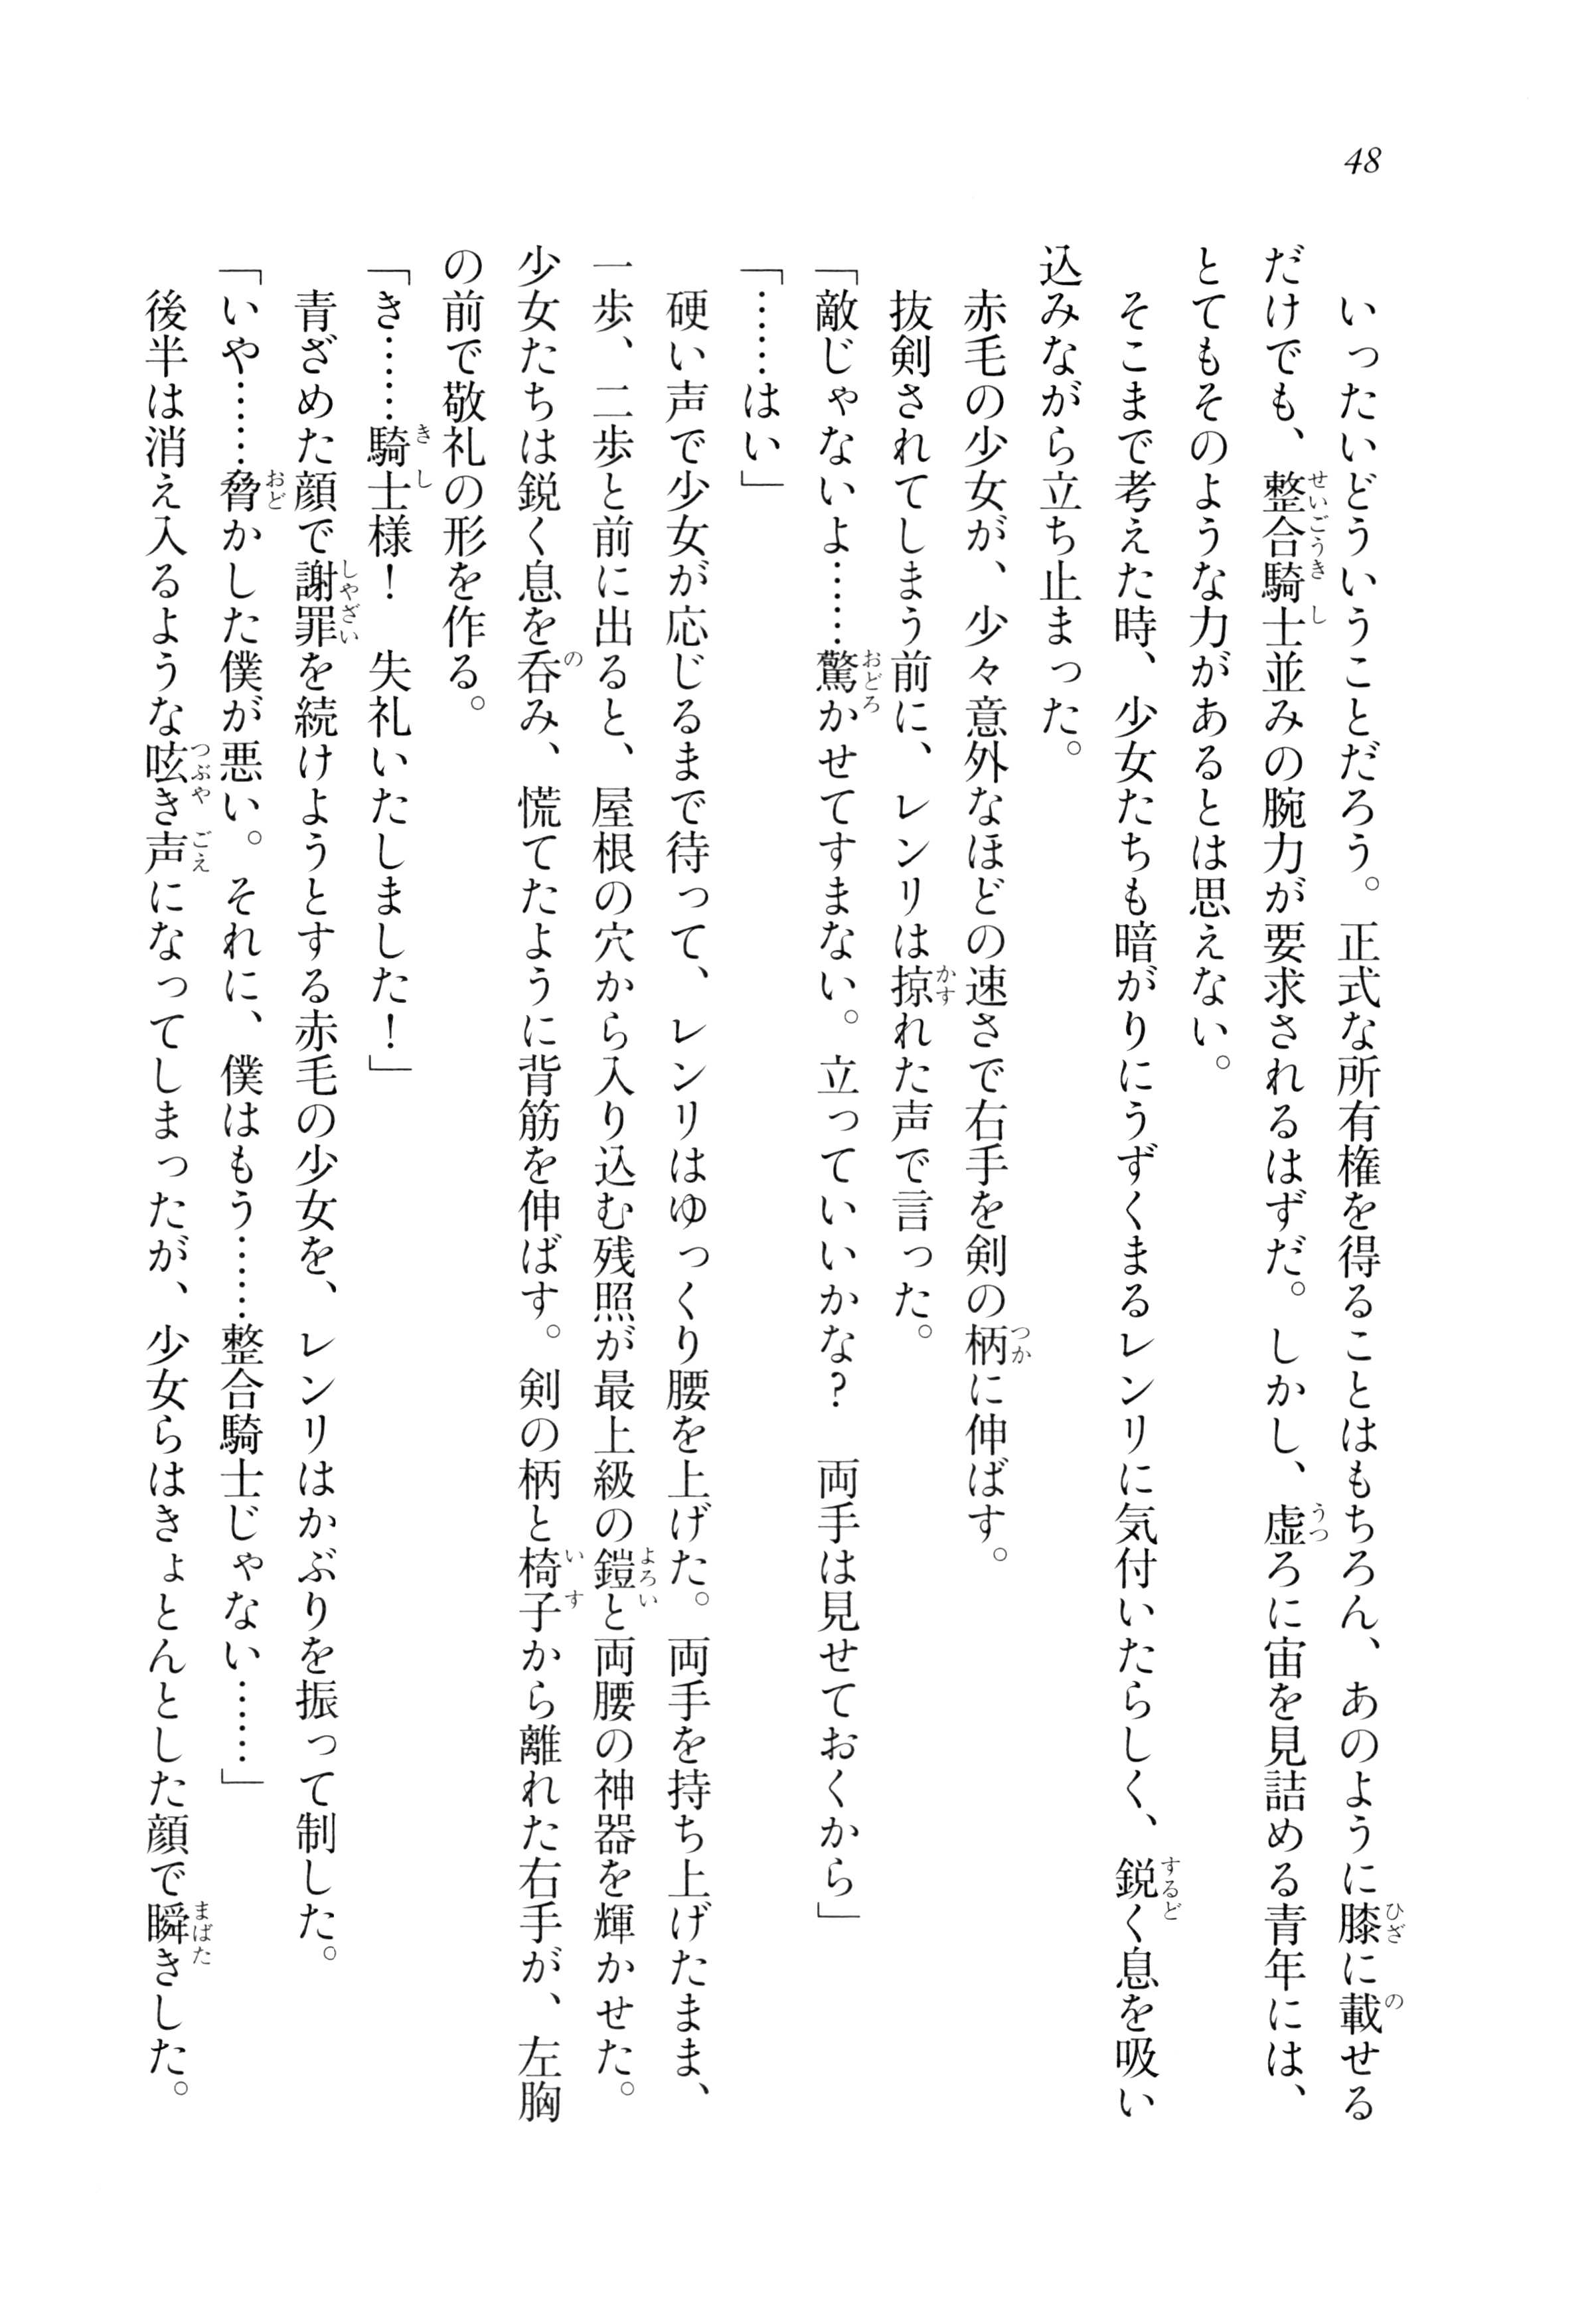 48
　いったいどういうことだろう。正式な所有権を得ることはもちろん、あのように膝に載せる
だけでも、整合騎士並みの腕力が要求されるはずだ。しかし、虚ろに宙を見詰める青年には、
とてもそのような力があるとは思えない。
　そこまで考えた時、少女たちも暗がりにうずくまるレンリに気付いたらしく、鋭く息を吸い
込みながら立ち止まった。
　赤毛の少女が、少々意外なほどの速さで右手を剣の柄に伸ばす。
　抜剣されてしまう前に、レンリは掠れた声で言った。
「敵じゃないよ……驚かせてすまない。立っていいかな？　両手は見せておくから」
「……はい」
　硬い声で少女が応じるまで待って、レンリはゆっくり腰を上げた。両手を持ち上げたまま、
一歩、二歩と前に出ると、屋根の穴から入り込む残照が最上級の鎧と両腰の神器を輝かせた。
少女たちは鋭く息を呑み、慌てたように背筋を伸ばす。剣の柄と椅子から離れた右手が、左胸
の前で敬礼の形を作る。
「き……騎士様！　失礼いたしました！」
　青ざめた顔で謝罪を続けようとする赤毛の少女を、レンリはかぶりを振って制した。
「いや……脅かした僕が悪い。それに、僕はもう……整合騎士じゃない……」
　後半は消え入るような呟き声になってしまったが、少女らはきょとんとした顔で瞬きした。